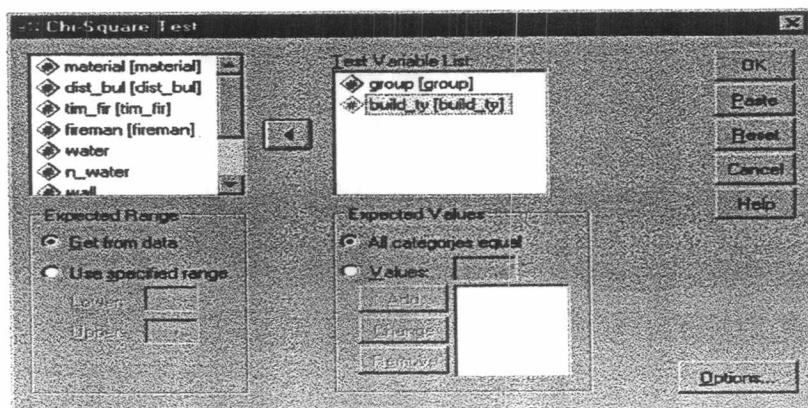 Chi-Square Test
material [material]
dist_bul [dist_bul]
tim_fir [tim_fir]
fireman [fireman]
water
n_water
wall
Test Variable List
group [group]
build_ty [build_ty]
OK
Paste
Reset
Cancel
Help
Expected Range
Get from data
Use specified range
Lower:
Upper:
Expected Values
All categories equal
Values:
Add
Change
Remove
Options...